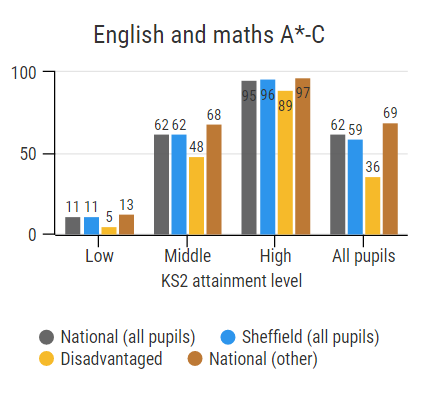 English and maths A*-C
100
50
0
11 11 5 13
62 62 48 68
95 96 89 97
62 59 36 69
Low Middle High All pupils
KS2 attainment level
National (all pupils) Sheffield (all pupils)
Disadvantaged National (other)